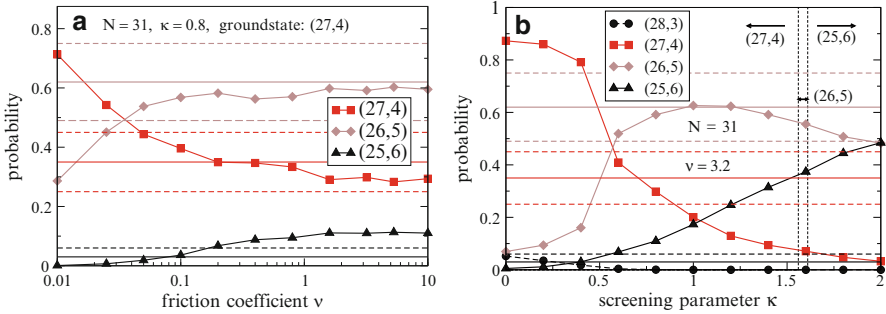 a N = 31, κ = 0.8, groundstate: (27,4)
0.8
0.6
0.4
0.2
0
probability
(27,4)
(26,5)
(25,6)
0.01 0.1 1 10
friction coefficient ν
b
(28,3)
(27,4)
(26,5)
(25,6)
(27,4) (25,6)
(26,5)
N = 31
ν = 3.2
1
0.8
0.6
0.4
0.2
0
probability
0 0.5 1 1.5 2
screening parameter κ